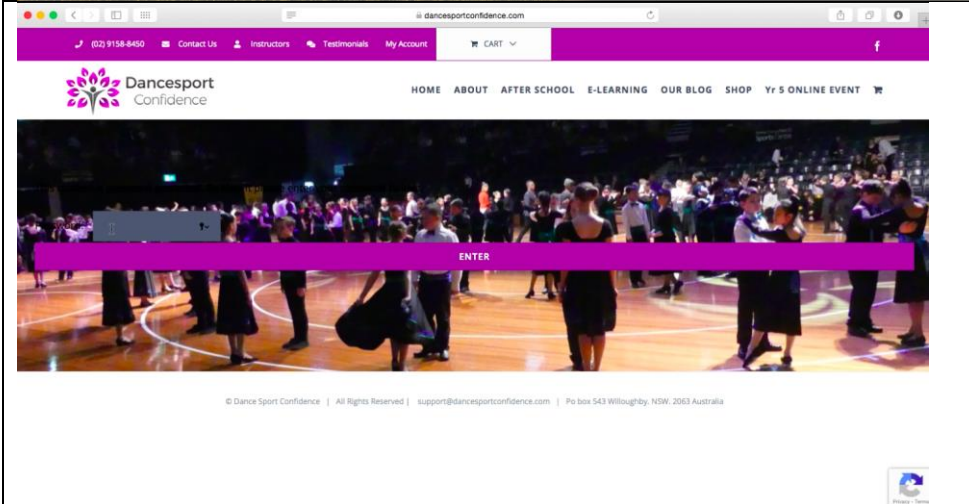 dancesportconfidence.com
(02) 9158-8450 Contact Us Instructors Testimonials My Account CART
Dancesport
Confidence
HOME ABOUT AFTER SCHOOL E-LEARNING OUR BLOG SHOP Yr 5 ONLINE EVENT
ENTER
© Dance Sport Confidence | All Rights Reserved | support@dancesportconfidence.com | Po box 543 Willoughby. NSW. 2063 Australia
Privacy - Terms